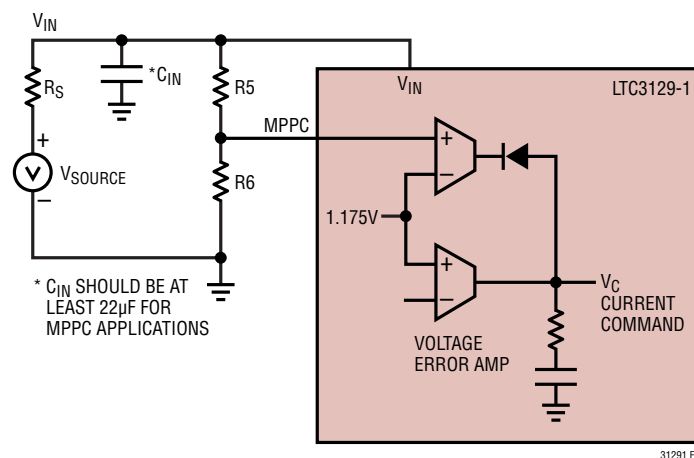 VIN
RS
*CIN
R5
VIN
LTC3129-1
MPPC
+
+
VSOURCE
–
R6
–
1.175V
+
–
VC
CURRENT
COMMAND
* CIN SHOULD BE AT
LEAST 22µF FOR
MPPC APPLICATIONS
VOLTAGE
ERROR AMP